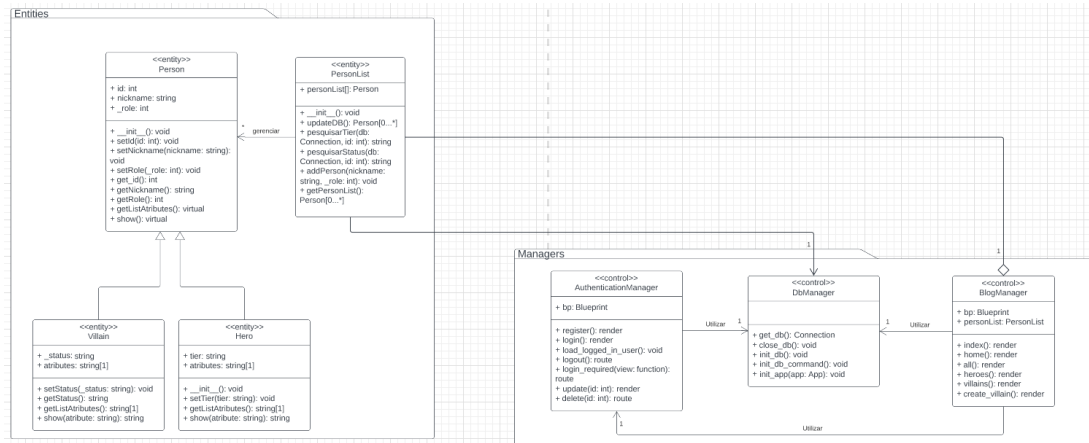 Entities
<<entity>>
Person
+ id: int
+ nickname: string
+ _role: int
+ __init__(): void
+ setId(id: int): void
+ setNickname(nickname: string):
void
+ setRole(_role: int): void
+ get_id(): int
+ getNickname(): string
+ getRole(): int
+ getListAtributes(): virtual
+ show(): virtual
<<entity>>
PersonList
+ personList[]: Person
+ __init__(): void
+ updateDB(): Person[0...*]
+ pesquisarTier(db:
Connection, id: int): string
+ pesquisarStatus(db:
Connection, id: int): string
+ addPerson(nickname:
string, _role: int): void
+ getPersonList():
Person[0...*]
*
gerenciar
<<entity>>
Villain
+ _status: string
+ atributes: string[1]
+ setStatus(_status: string): void
+ getStatus(): string
+ getListAtributes(): string[1]
+ show(atribute: string): string
<<entity>>
Hero
+ tier: string
+ atributes: string[1]
+ __init__(): void
+ setTier(tier: string): void
+ getListAtributes(): string[1]
+ show(atribute: string): string
1
1
Managers
<<control>>
AuthenticationManager
+ bp: Blueprint
+ register(): render
+ login(): render
+ load_logged_in_user(): void
+ logout(): route
+ login_required(view: function):
route
+ update(id: int): render
+ delete(id: int): route
Utilizar
1
<<control>>
DbManager
+ get_db(): Connection
+ close_db(): void
+ init_db(): void
+ init_db_command(): void
+ init_app(app: App): void
1
Utilizar
<<control>>
BlogManager
+ bp: Blueprint
+ personList: PersonList
+ index(): render
+ home(): render
+ all(): render
+ heroes(): render
+ villains(): render
+ create_villain(): render
1
Utilizar